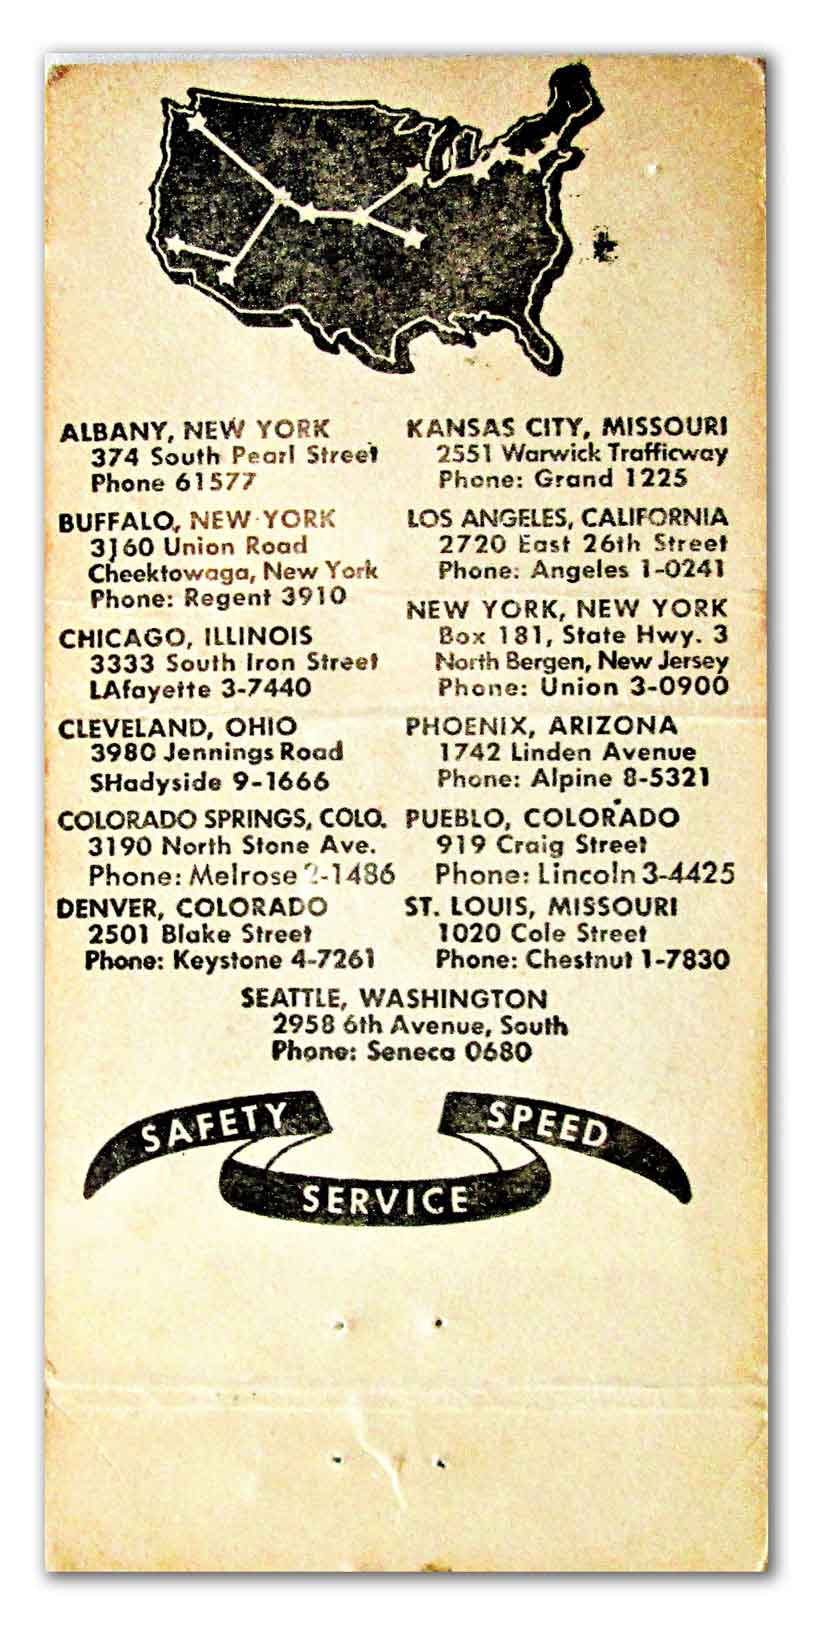 ALBANY, NEW YORK
374 South Pearl Street
Phone 61577
BUFFALO, NEW YORK
3160 Union Road
Cheektowaga, New York
Phone: Regent 3910
CHICAGO, ILLINOIS
3333 South Iron Street
LAfayette 3-7440
CLEVELAND, OHIO
3980 Jennings Road
SHadyside 9-1666
COLORADO SPRINGS, COLO.
3190 North Stone Ave.
Phone: Melrose 2-1486
DENVER, COLORADO
2501 Blake Street
Phone: Keystone 4-7261
KANSAS CITY, MISSOURI
2551 Warwick Trafficway
Phone: Grand 1225
LOS ANGELES, CALIFORNIA
2720 East 26th Street
Phone: Angeles 1-0241
NEW YORK, NEW YORK
Box 181, State Hwy. 3
North Bergen, New Jersey
Phone: Union 3-0900
PHOENIX, ARIZONA
1742 Linden Avenue
Phone: Alpine 8-5321
PUEBLO, COLORADO
919 Craig Street
Phone: Lincoln 3-4425
ST. LOUIS, MISSOURI
1020 Cole Street
Phone: Chestnut 1-7830
SEATTLE, WASHINGTON
2958 6th Avenue, South
Phone: Seneca 0680
SAFETY
SERVICE
SPEED